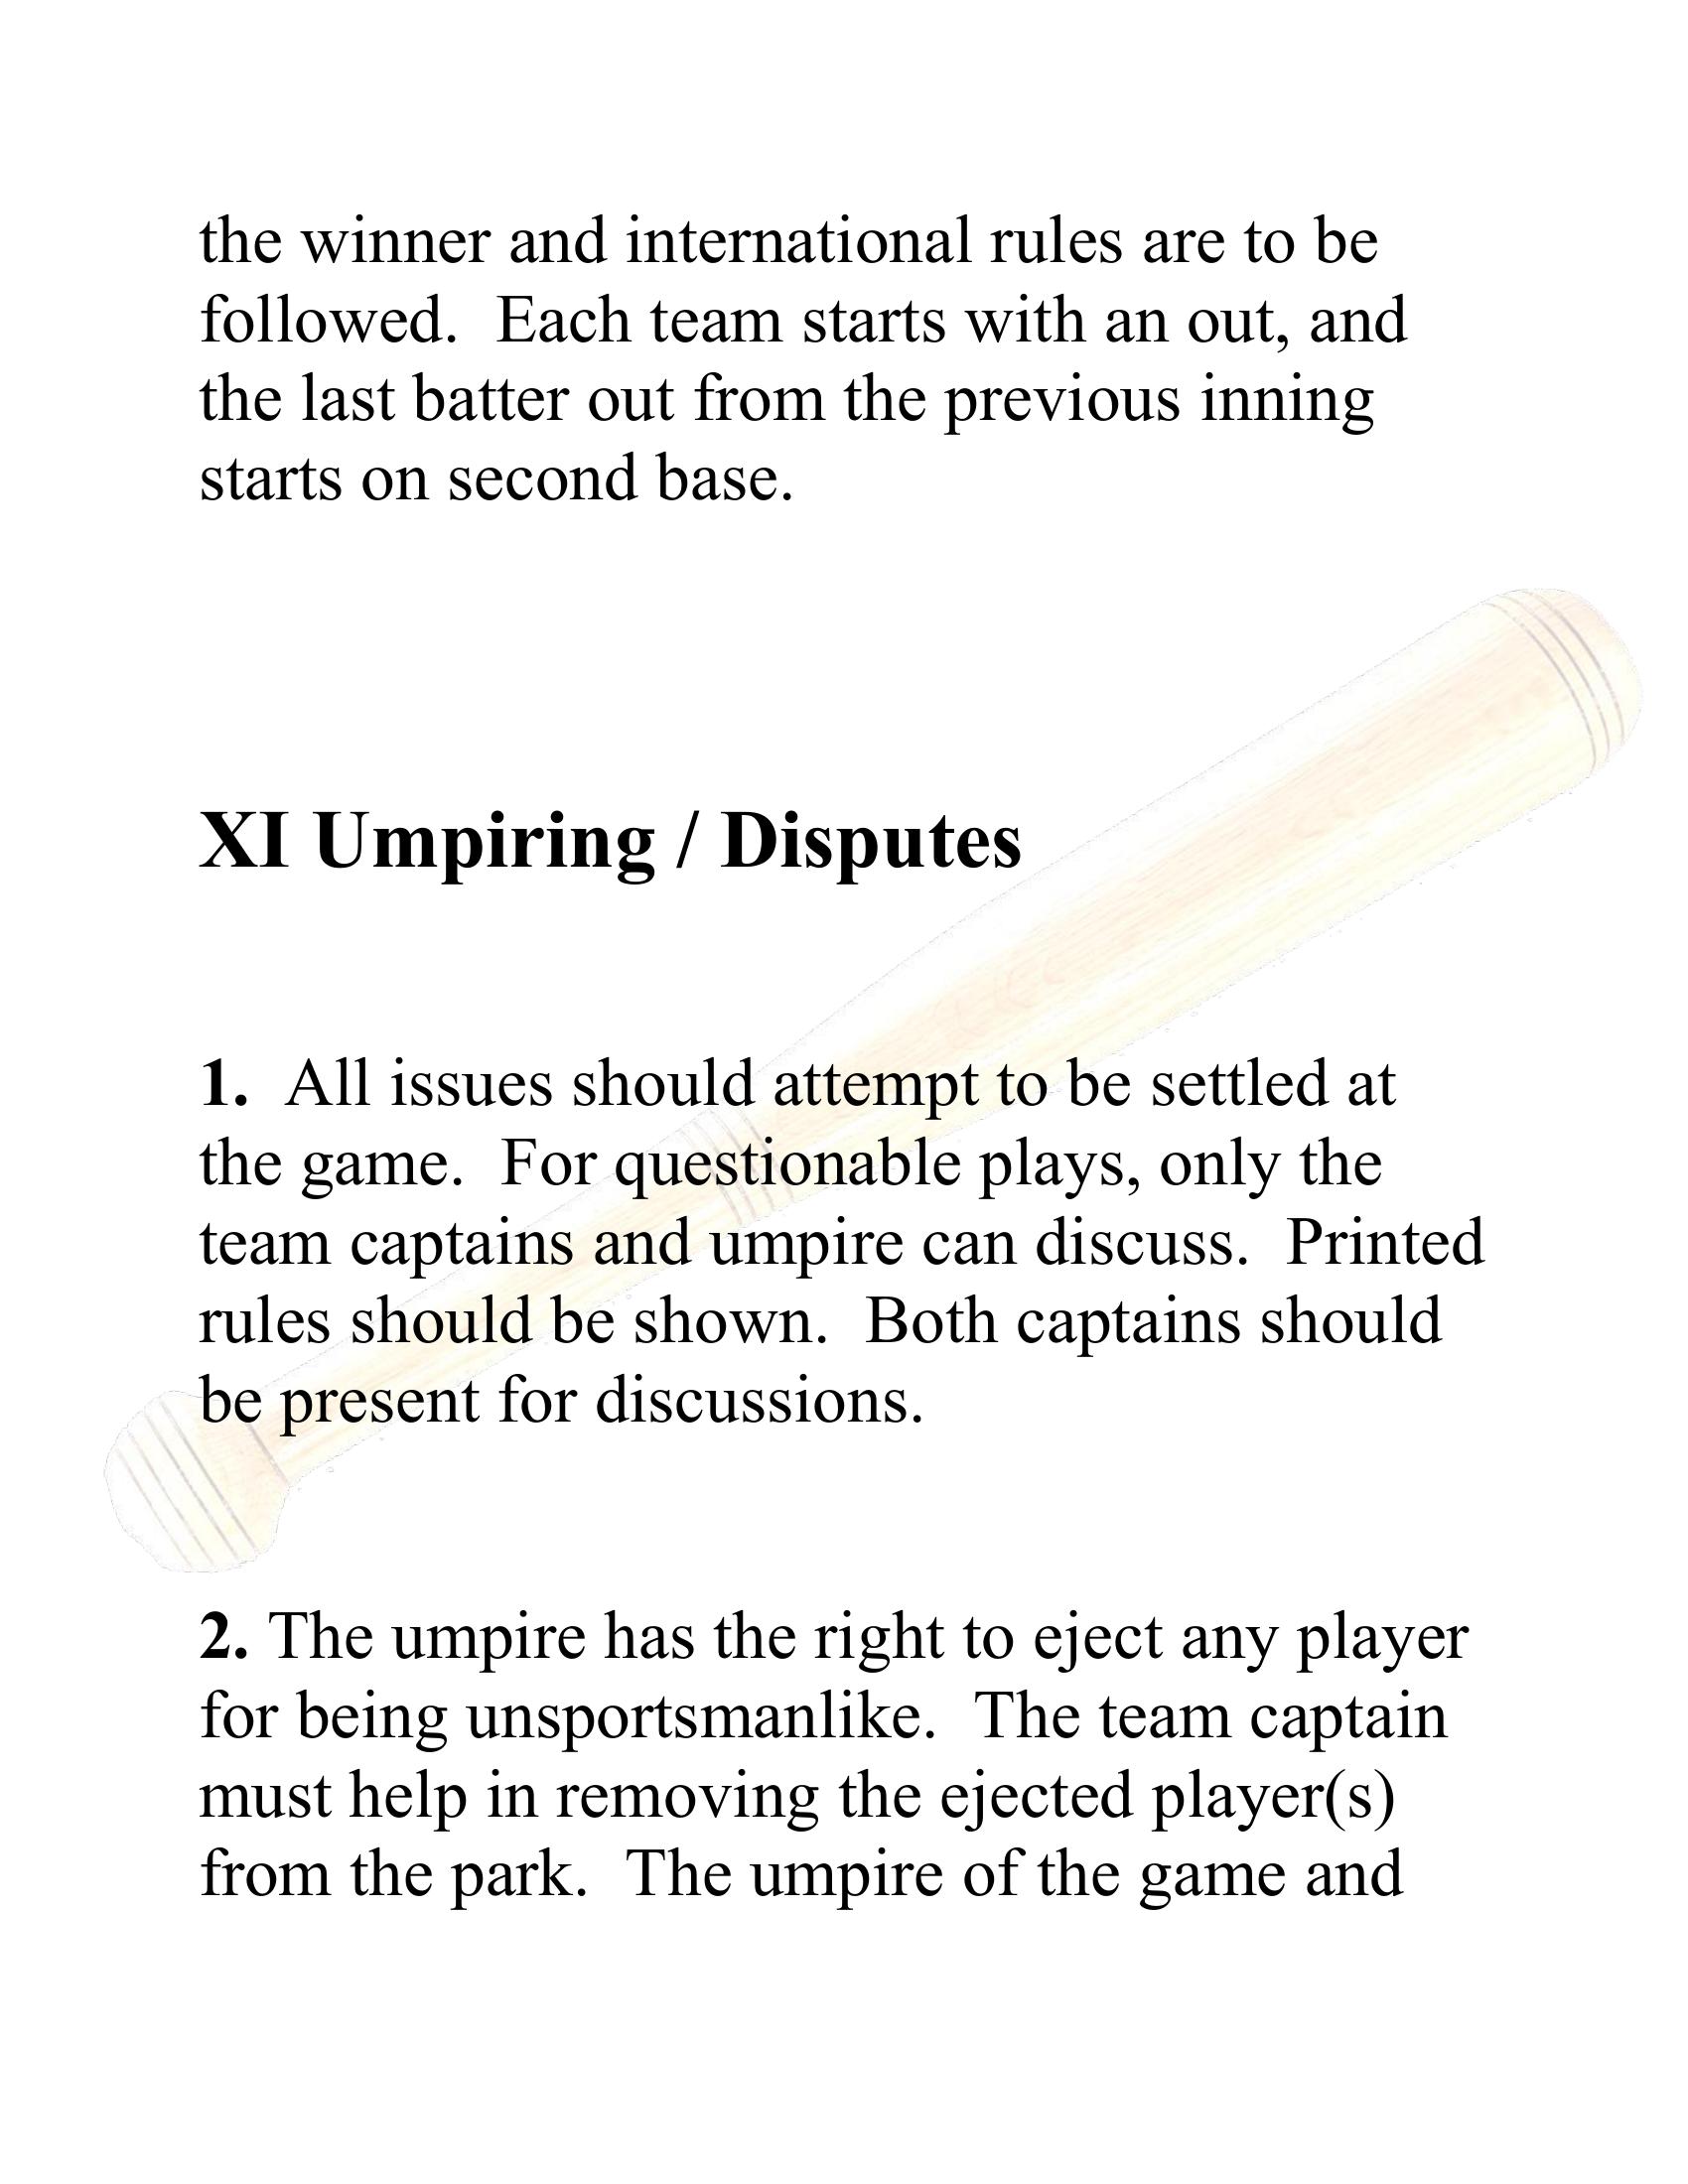 the winner and international rules are to be
followed.  Each team starts with an out, and
the last batter out from the previous inning
starts on second base.
XI Umpiring / Disputes
1.  All issues should attempt to be settled at
the game.  For questionable plays, only the
team captains and umpire can discuss.  Printed
rules should be shown.  Both captains should
be present for discussions.
2. The umpire has the right to eject any player
for being unsportsmanlike.  The team captain
must help in removing the ejected player(s)
from the park.  The umpire of the game and